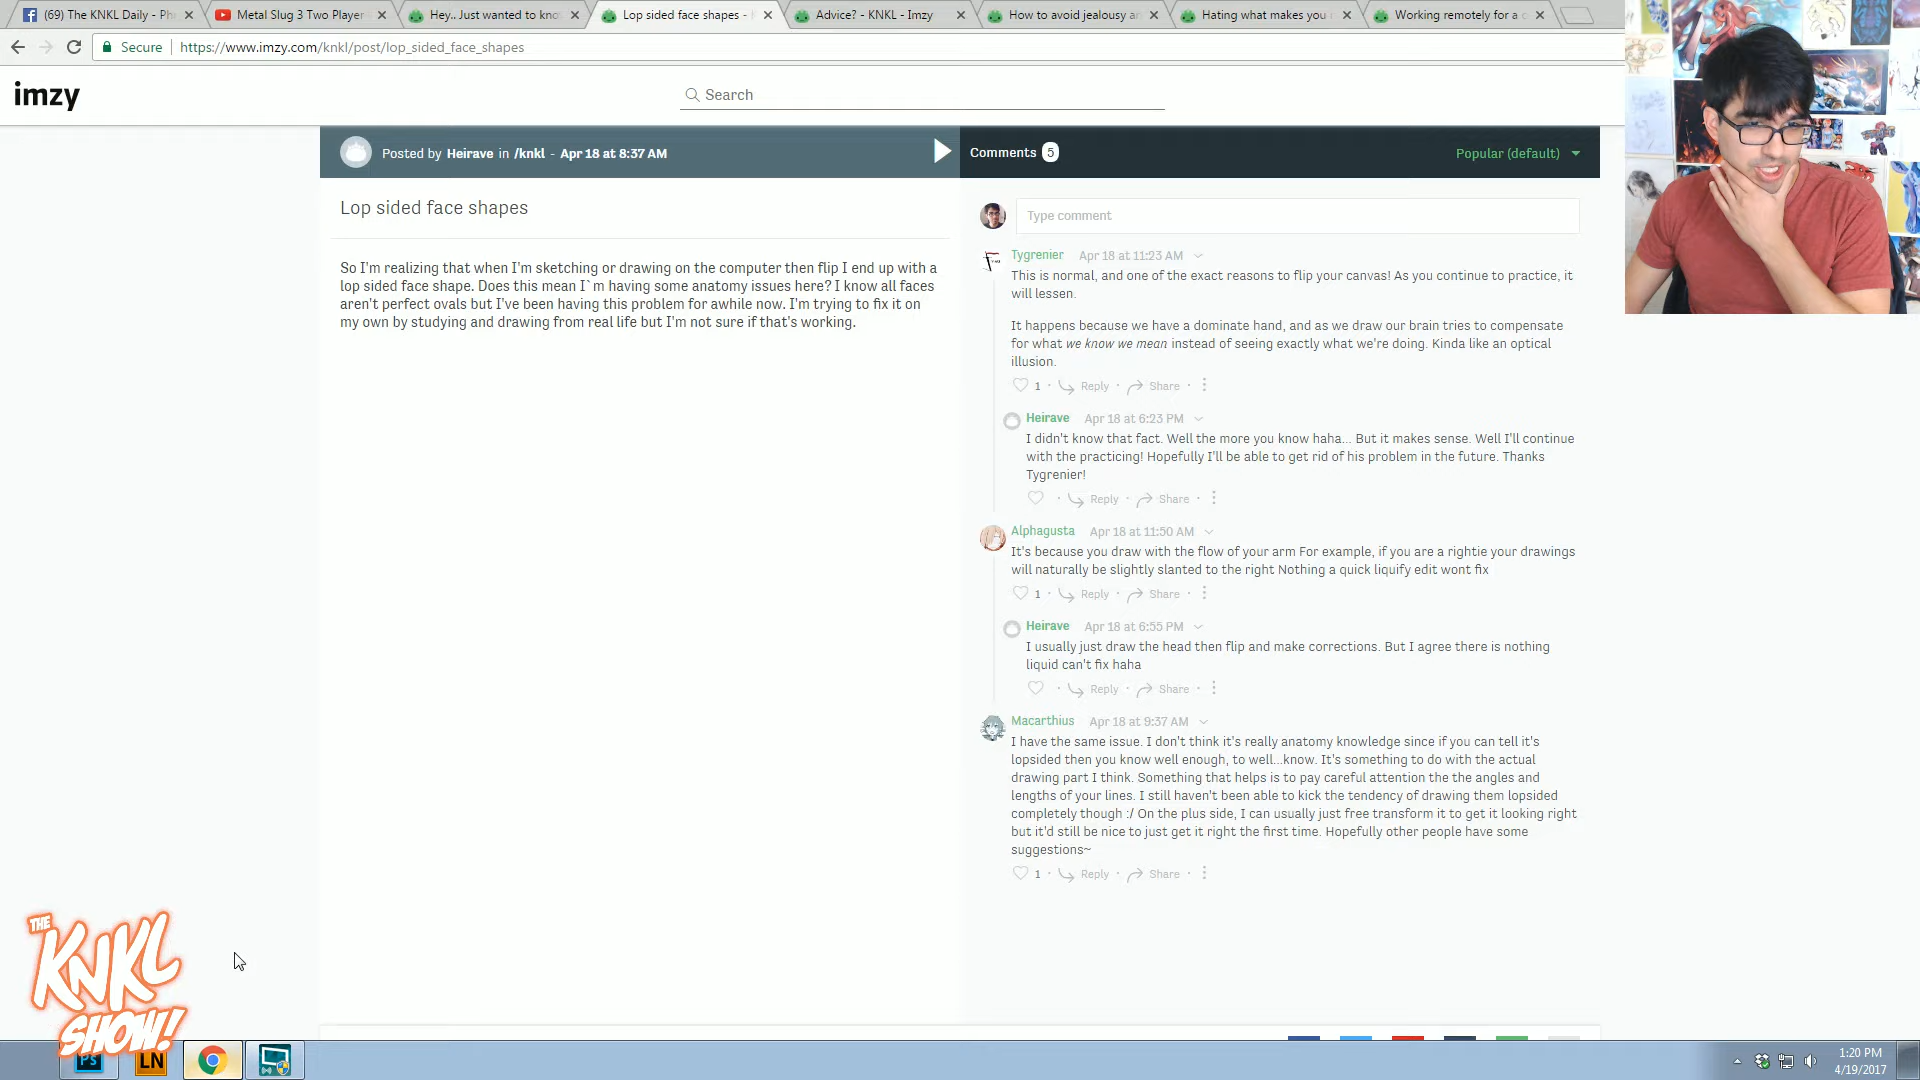 (69) The KNKL Daily - Ph
Metal Slug 3 Two Player
Hey.. Just wanted to kno
Lop sided face shapes -
Advice? - KNKL - Imzy
How to avoid jealousy a
Hating what makes you
Working remotely for a c
Secure
https://www.imzy.com/knkl/post/lop_sided_face_shapes
imzy
Search
Posted by Heirave in /knkl - Apr 18 at 8:37 AM
Comments 5
Popular (default)
Lop sided face shapes
So I'm realizing that when I'm sketching or drawing on the computer then flip I end up with a
lop sided face shape. Does this mean I`m having some anatomy issues here? I know all faces
aren't perfect ovals but I've been having this problem for awhile now. I'm trying to fix it on
my own by studying and drawing from real life but I'm not sure if that's working.
Type comment
Tygrenier Apr 18 at 11:23 AM
This is normal, and one of the exact reasons to flip your canvas! As you continue to practice, it
will lessen.
It happens because we have a dominate hand, and as we draw our brain tries to compensate
for what we know we mean instead of seeing exactly what we're doing. Kinda like an optical
illusion.
1 · Reply · Share ·
Heirave Apr 18 at 6:23 PM
I didn't know that fact. Well the more you know haha... But it makes sense. Well I'll continue
with the practicing! Hopefully I'll be able to get rid of his problem in the future. Thanks
Tygrenier!
· Reply · Share ·
Alphagusta Apr 18 at 11:50 AM
It's because you draw with the flow of your arm For example, if you are a rightie your drawings
will naturally be slightly slanted to the right Nothing a quick liquify edit wont fix
1 · Reply · Share ·
Heirave Apr 18 at 6:55 PM
I usually just draw the head then flip and make corrections. But I agree there is nothing
liquid can't fix haha
· Reply · Share ·
Macarthius Apr 18 at 9:37 AM
I have the same issue. I don't think it's really anatomy knowledge since if you can tell it's
lopsided then you know well enough, to well...know. It's something to do with the actual
drawing part I think. Something that helps is to pay careful attention the the angles and
lengths of your lines. I still haven't been able to kick the tendency of drawing them lopsided
completely though :/ On the plus side, I can usually just free transform it to get it looking right
but it'd still be nice to just get it right the first time. Hopefully other people have some
suggestions~
1 · Reply · Share ·
THE
KNKL
SHOW!
Ps
LN
1:20 PM
4/19/2017